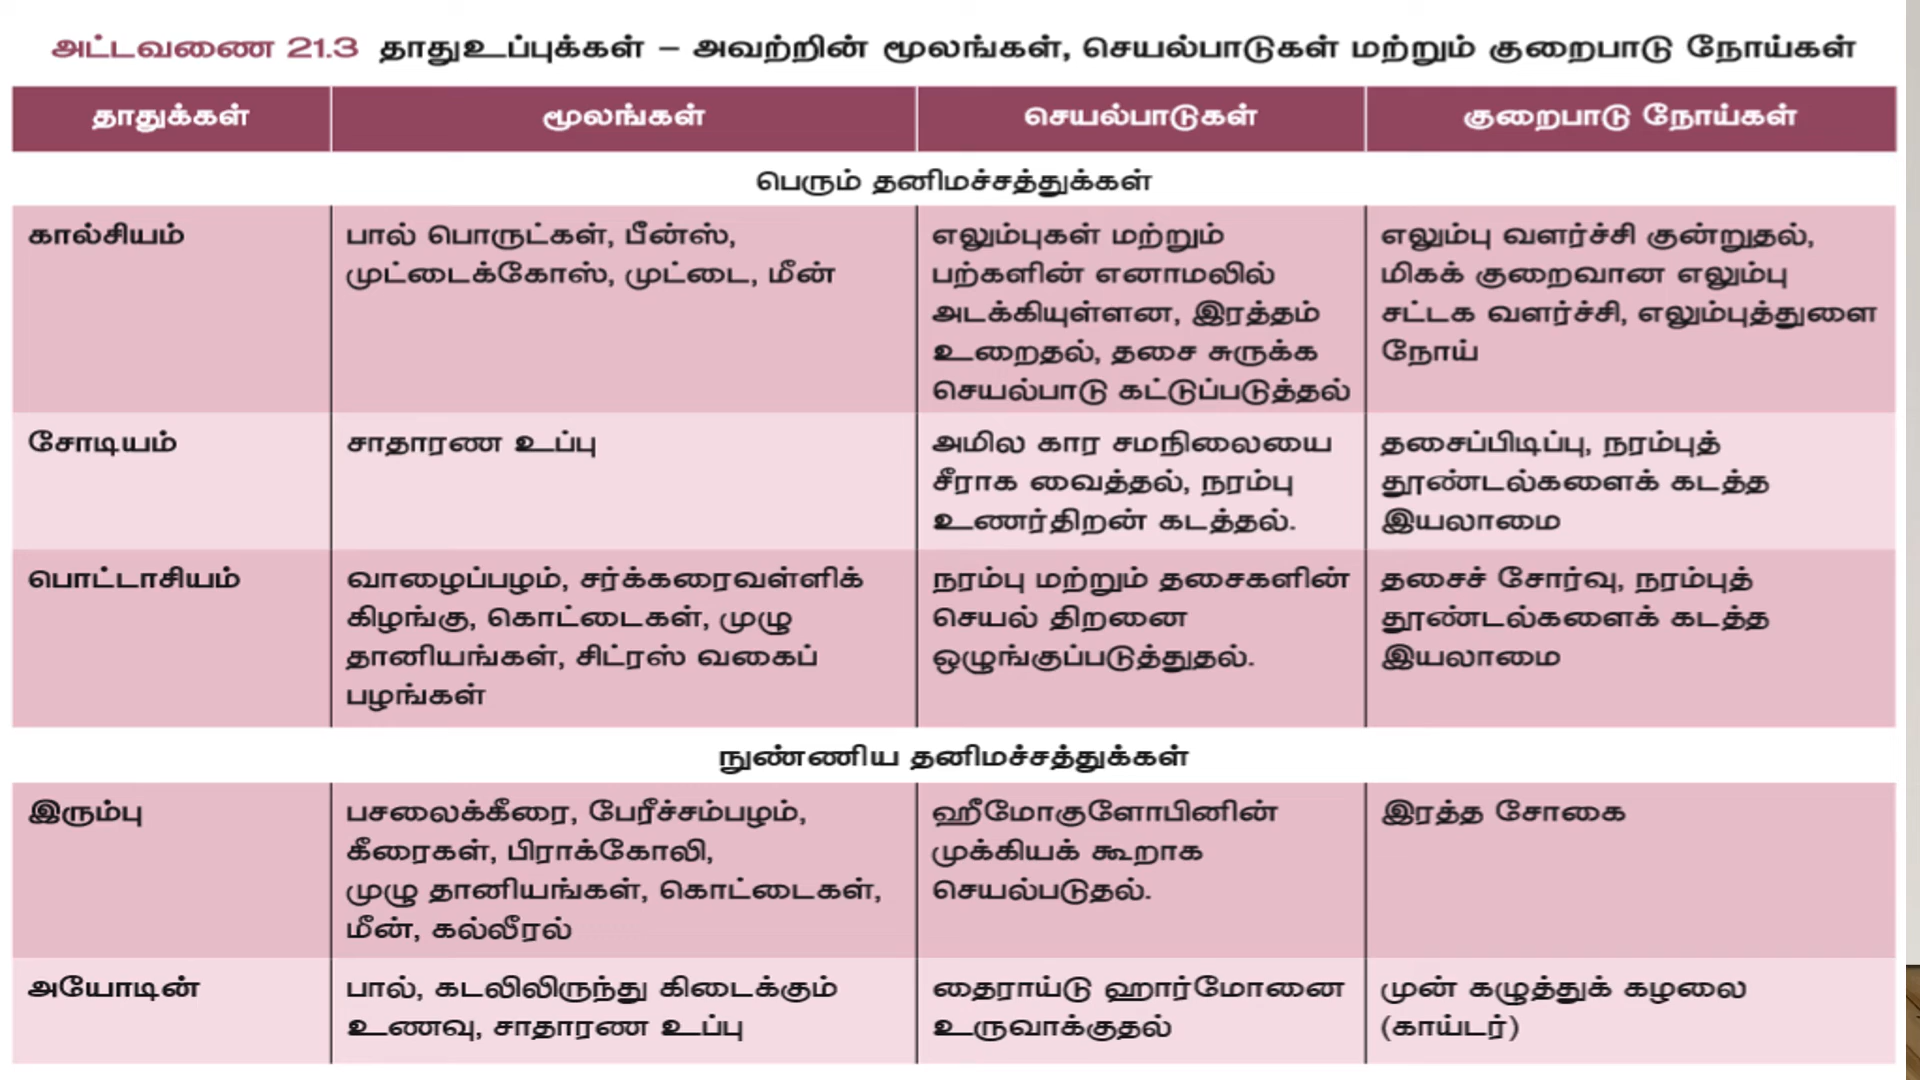 அட்டவணை 21.3 தாதுஉப்புக்கள் – அவற்றின் மூலங்கள், செயல்பாடுகள் மற்றும் குறைபாடு நோய்கள்
தாதுக்கள்
மூலங்கள்
செயல்பாடுகள்
குறைபாடு நோய்கள்
பெரும் தனிமச்சத்துக்கள்
கால்சியம்
பால் பொருட்கள், பீன்ஸ்,
முட்டைக்கோஸ், முட்டை, மீன்
எலும்புகள் மற்றும்
பற்களின் எனாமலில்
அடக்கியுள்ளன, இரத்தம்
உறைதல், தசை சுருக்க
செயல்பாடு கட்டுப்படுத்தல்
எலும்பு வளர்ச்சி குன்றுதல்,
மிகக் குறைவான எலும்பு
சட்டக வளர்ச்சி, எலும்புத்துளை
நோய்
சோடியம்
சாதாரண உப்பு
அமில கார சமநிலையை
சீராக வைத்தல், நரம்பு
உணர்திறன் கடத்தல்.
தசைப்பிடிப்பு, நரம்புத்
தூண்டல்களைக் கடத்த
இயலாமை
பொட்டாசியம்
வாழைப்பழம், சர்க்கரைவள்ளிக்
கிழங்கு, கொட்டைகள், முழு
தானியங்கள், சிட்ரஸ் வகைப்
பழங்கள்
நரம்பு மற்றும் தசைகளின்
செயல் திறனை
ஒழுங்குப்படுத்துதல்.
தசைச் சோர்வு, நரம்புத்
தூண்டல்களைக் கடத்த
இயலாமை
நுண்ணிய தனிமச்சத்துக்கள்
இரும்பு
பசலைக்கீரை, பேரீச்சம்பழம்,
கீரைகள், பிராக்கோலி,
முழு தானியங்கள், கொட்டைகள்,
மீன், கல்லீரல்
ஹீமோகுளோபினின்
முக்கியக் கூறாக
செயல்படுதல்.
இரத்த சோகை
அயோடின்
பால், கடலிலிருந்து கிடைக்கும்
உணவு, சாதாரண உப்பு
தைராய்டு ஹார்மோனை
உருவாக்குதல்
முன் கழுத்துக் கழலை
(காய்டர்)